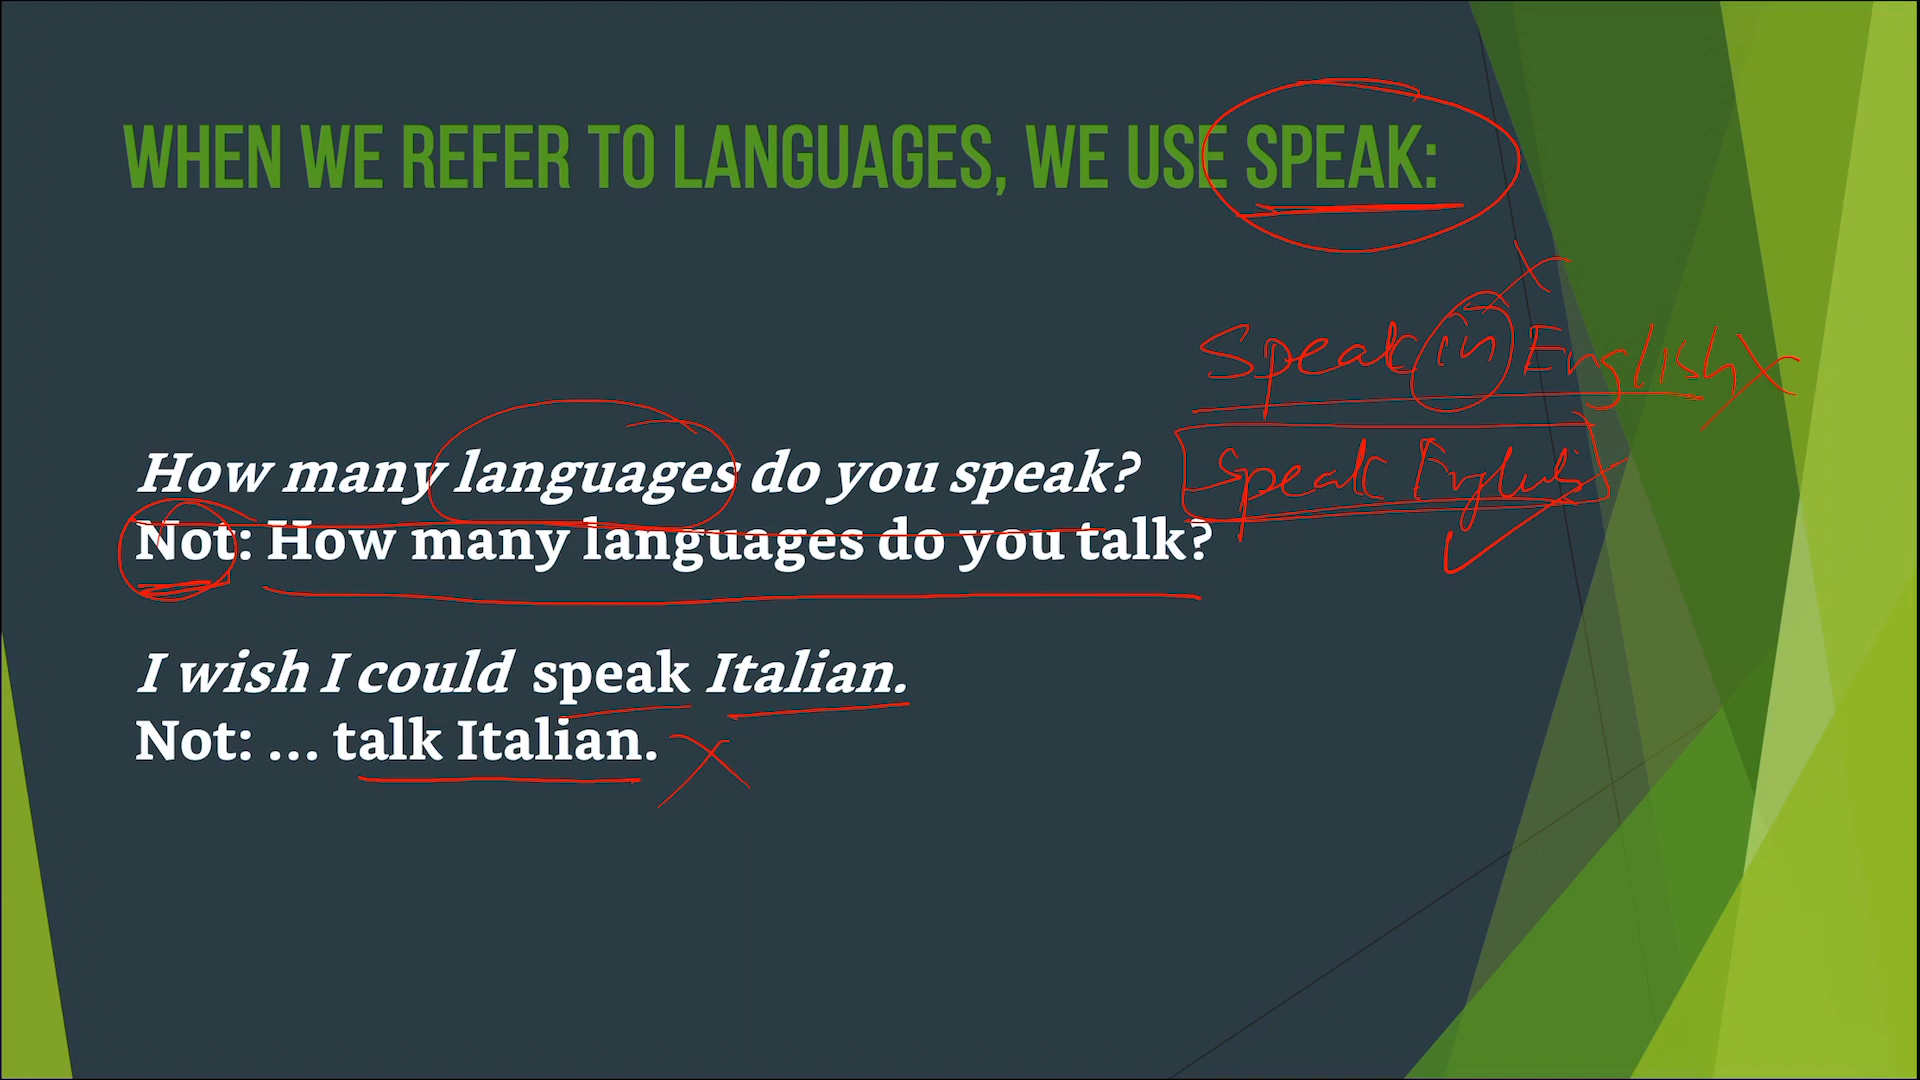 WHEN WE REFER TO LANGUAGES, WE USE SPEAK:
Speak in English
Speak English
How many languages do you speak?
Not: How many languages do you talk?
I wish I could speak Italian.
Not: ... talk Italian.